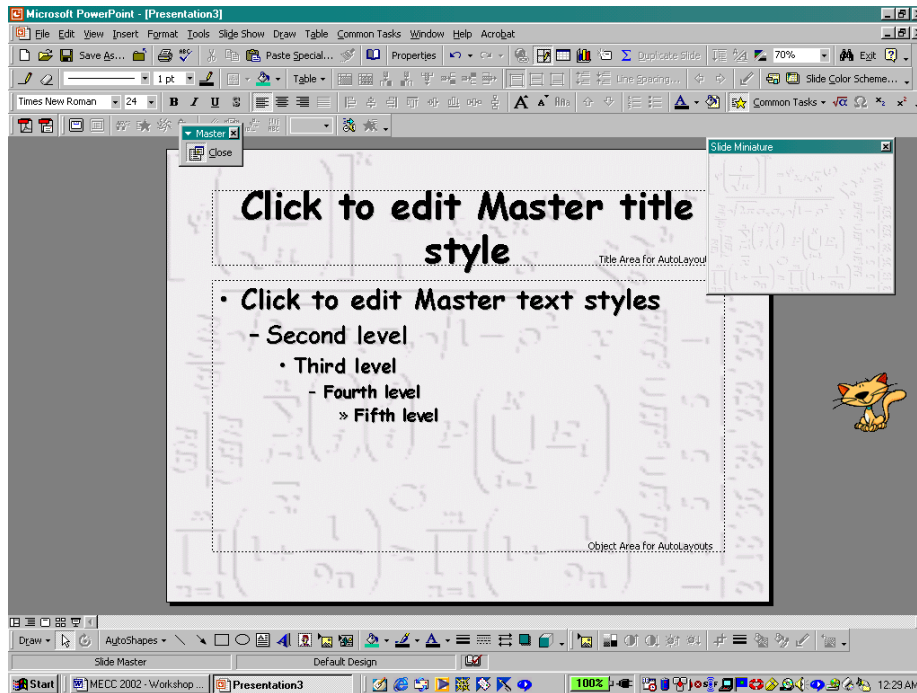 Microsoft PowerPoint - [Presentation3]
File Edit View Insert Format Tools Slide Show Draw Table Common Tasks Window Help Acrobat
Save As... Paste Special... Properties Duplicate Slide 70% Exit
1 pt Table Line Spacing... Slide Color Scheme...
Times New Roman 24 B I U S A A Common Tasks
Master
Close
Slide Miniature
Click to edit Master title
style
Title Area for AutoLayou
• Click to edit Master text styles
– Second level
• Third level
– Fourth level
» Fifth level
Object Area for AutoLayouts
Draw AutoShapes
Slide Master Default Design
Start MECC 2002 - Workshop ... Presentation3 100% 12:29 AM